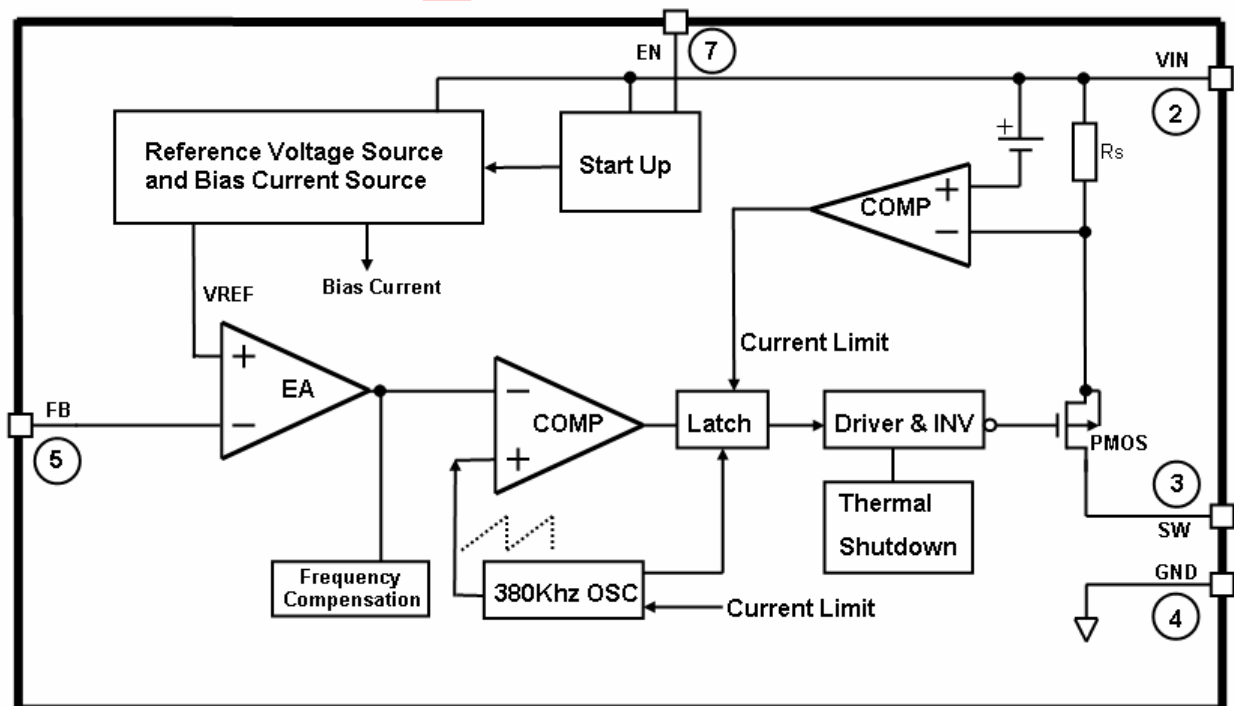 EN
7
VIN
2
Reference Voltage Source
and Bias Current Source
Start Up
+
Rs
+
COMP
−
Bias Current
VREF
Current Limit
+
EA
−
FB
5
−
COMP
+
Latch
Driver & INV
PMOS
3
SW
Thermal
Shutdown
Frequency
Compensation
380Khz OSC
Current Limit
GND
4